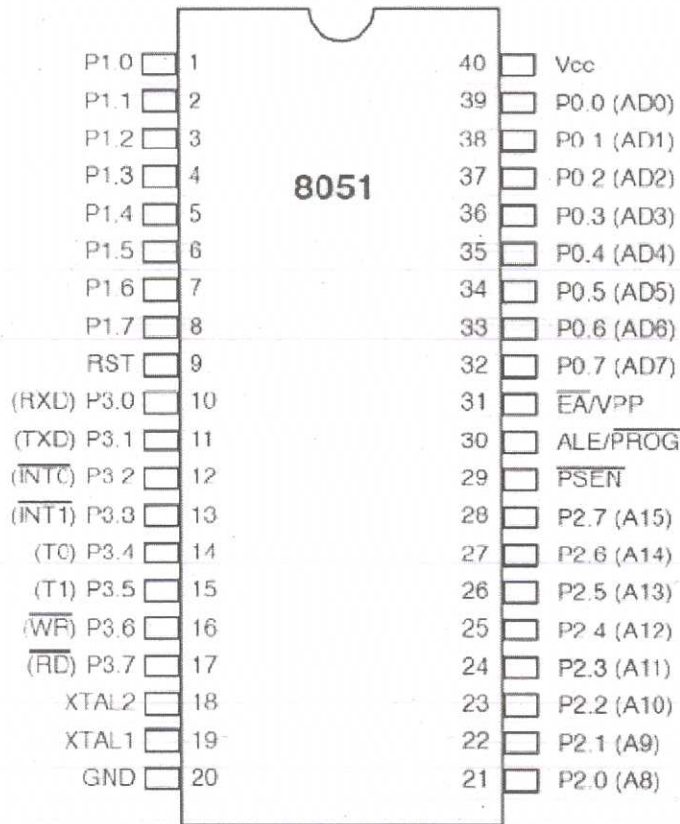 P1.0 1 40 Vcc
P1.1 2 39 P0.0 (AD0)
P1.2 3 38 P0.1 (AD1)
P1.3 4 37 P0.2 (AD2)
8051
P1.4 5 36 P0.3 (AD3)
P1.5 6 35 P0.4 (AD4)
P1.6 7 34 P0.5 (AD5)
P1.7 8 33 P0.6 (AD6)
RST 9 32 P0.7 (AD7)
(RXD) P3.0 10 31 EA/VPP
(TXD) P3.1 11 30 ALE/PROG
(INT0) P3.2 12 29 PSEN
(INT1) P3.3 13 28 P2.7 (A15)
(T0) P3.4 14 27 P2.6 (A14)
(T1) P3.5 15 26 P2.5 (A13)
(WR) P3.6 16 25 P2.4 (A12)
(RD) P3.7 17 24 P2.3 (A11)
XTAL2 18 23 P2.2 (A10)
XTAL1 19 22 P2.1 (A9)
GND 20 21 P2.0 (A8)